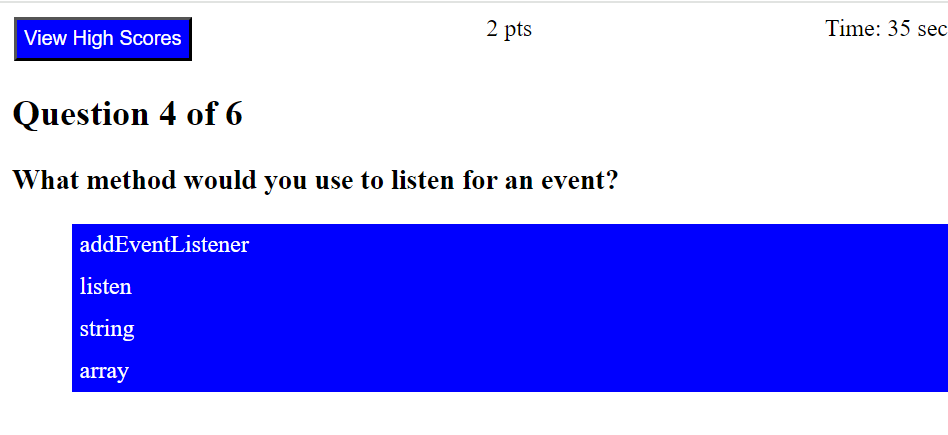 View High Scores
2 pts
Time: 35 sec
Question 4 of 6
What method would you use to listen for an event?
addEventListener
listen
string
array